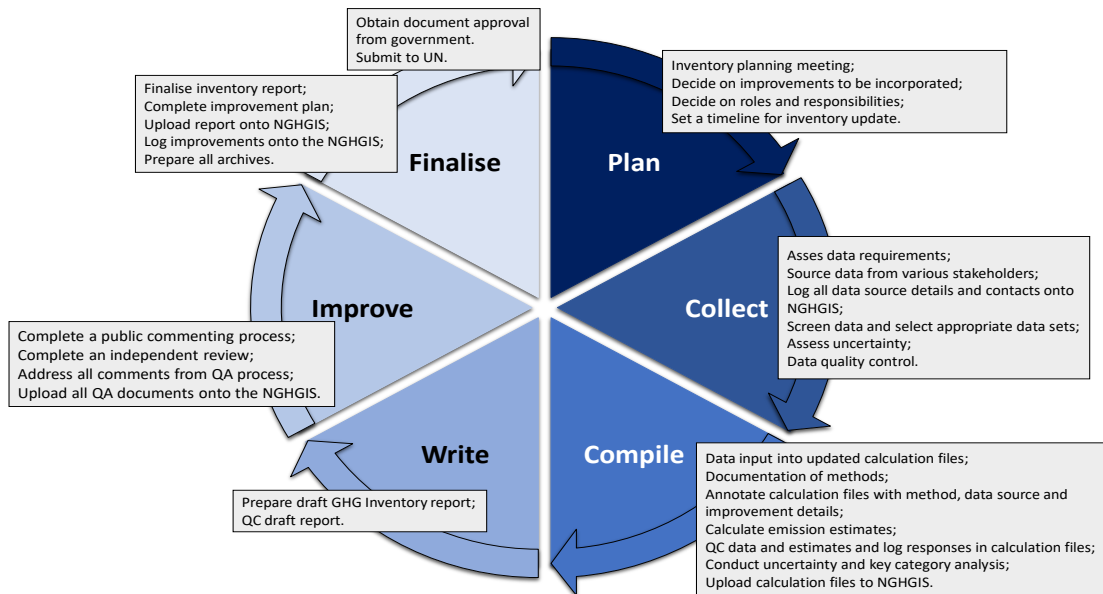 Obtain document approval
from government.
Submit to UN.
Finalise inventory report;
Complete improvement plan;
Upload report onto NGHGIS;
Log improvements onto the NGHGIS;
Prepare all archives.
Finalise
Inventory planning meeting;
Decide on improvements to be incorporated;
Decide on roles and responsibilities;
Set a timeline for inventory update.
Plan
Asses data requirements;
Source data from various stakeholders;
Log all data source details and contacts onto
NGHGIS;
Screen data and select appropriate data sets;
Assess uncertainty;
Data quality control.
Collect
Improve
Complete a public commenting process;
Complete an independent review;
Address all comments from QA process;
Upload all QA documents onto the NGHGIS.
Write
Prepare draft GHG Inventory report;
QC draft report.
Compile
Data input into updated calculation files;
Documentation of methods;
Annotate calculation files with method, data source and
improvement details;
Calculate emission estimates;
QC data and estimates and log responses in calculation files;
Conduct uncertainty and key category analysis;
Upload calculation files to NGHGIS.